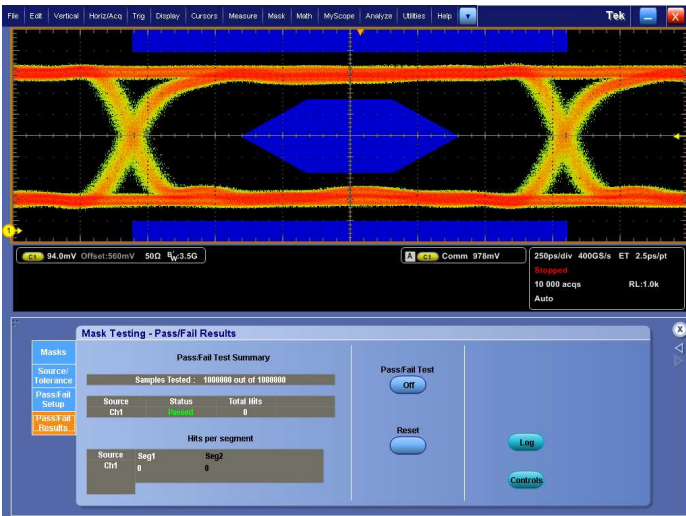 File Edit Vertical Horiz/Acq Trig Display Cursors Measure Mask Math MyScope Analyze Utilities Help Tek X
1
C1 94.0mV Offset:560mV 50Ω BW:3.5G
A C1 Comm 978mV
250ps/div 400GS/s ET 2.5ps/pt
Stopped
10 000 acqs RL:1.0k
Auto
Mask Testing - Pass/Fail Results
X
Masks
Source/
Tolerance
Pass/Fail
Setup
Pass/Fail
Results
Pass/Fail Test Summary
Samples Tested : 1000000 out of 1000000
Source Status Total Hits
Ch1 Passed 0
Hits per segment
Source Seg1 Seg2
Ch1 0 0
Pass/Fail Test
Off
Reset
Log
Controls